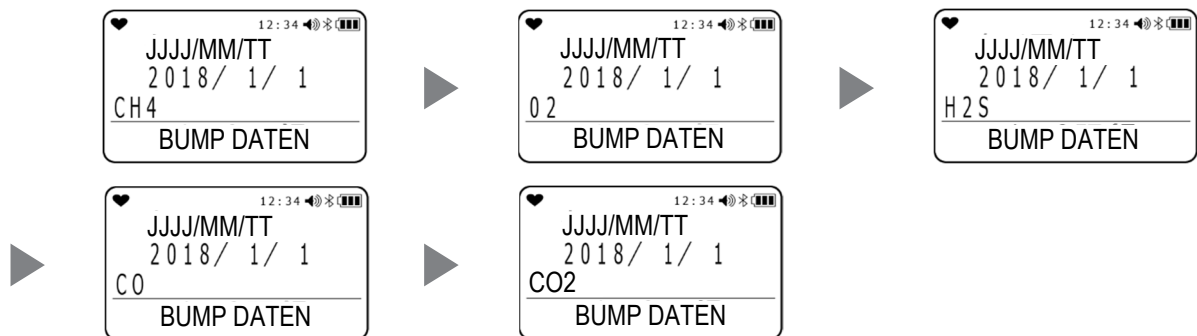 12:34
JJJJ/MM/TT
2018/ 1/ 1
CH4
BUMP DATEN
12:34
JJJJ/MM/TT
2018/ 1/ 1
O2
BUMP DATEN
12:34
JJJJ/MM/TT
2018/ 1/ 1
H2S
BUMP DATEN
12:34
JJJJ/MM/TT
2018/ 1/ 1
CO
BUMP DATEN
12:34
JJJJ/MM/TT
2018/ 1/ 1
CO2
BUMP DATEN